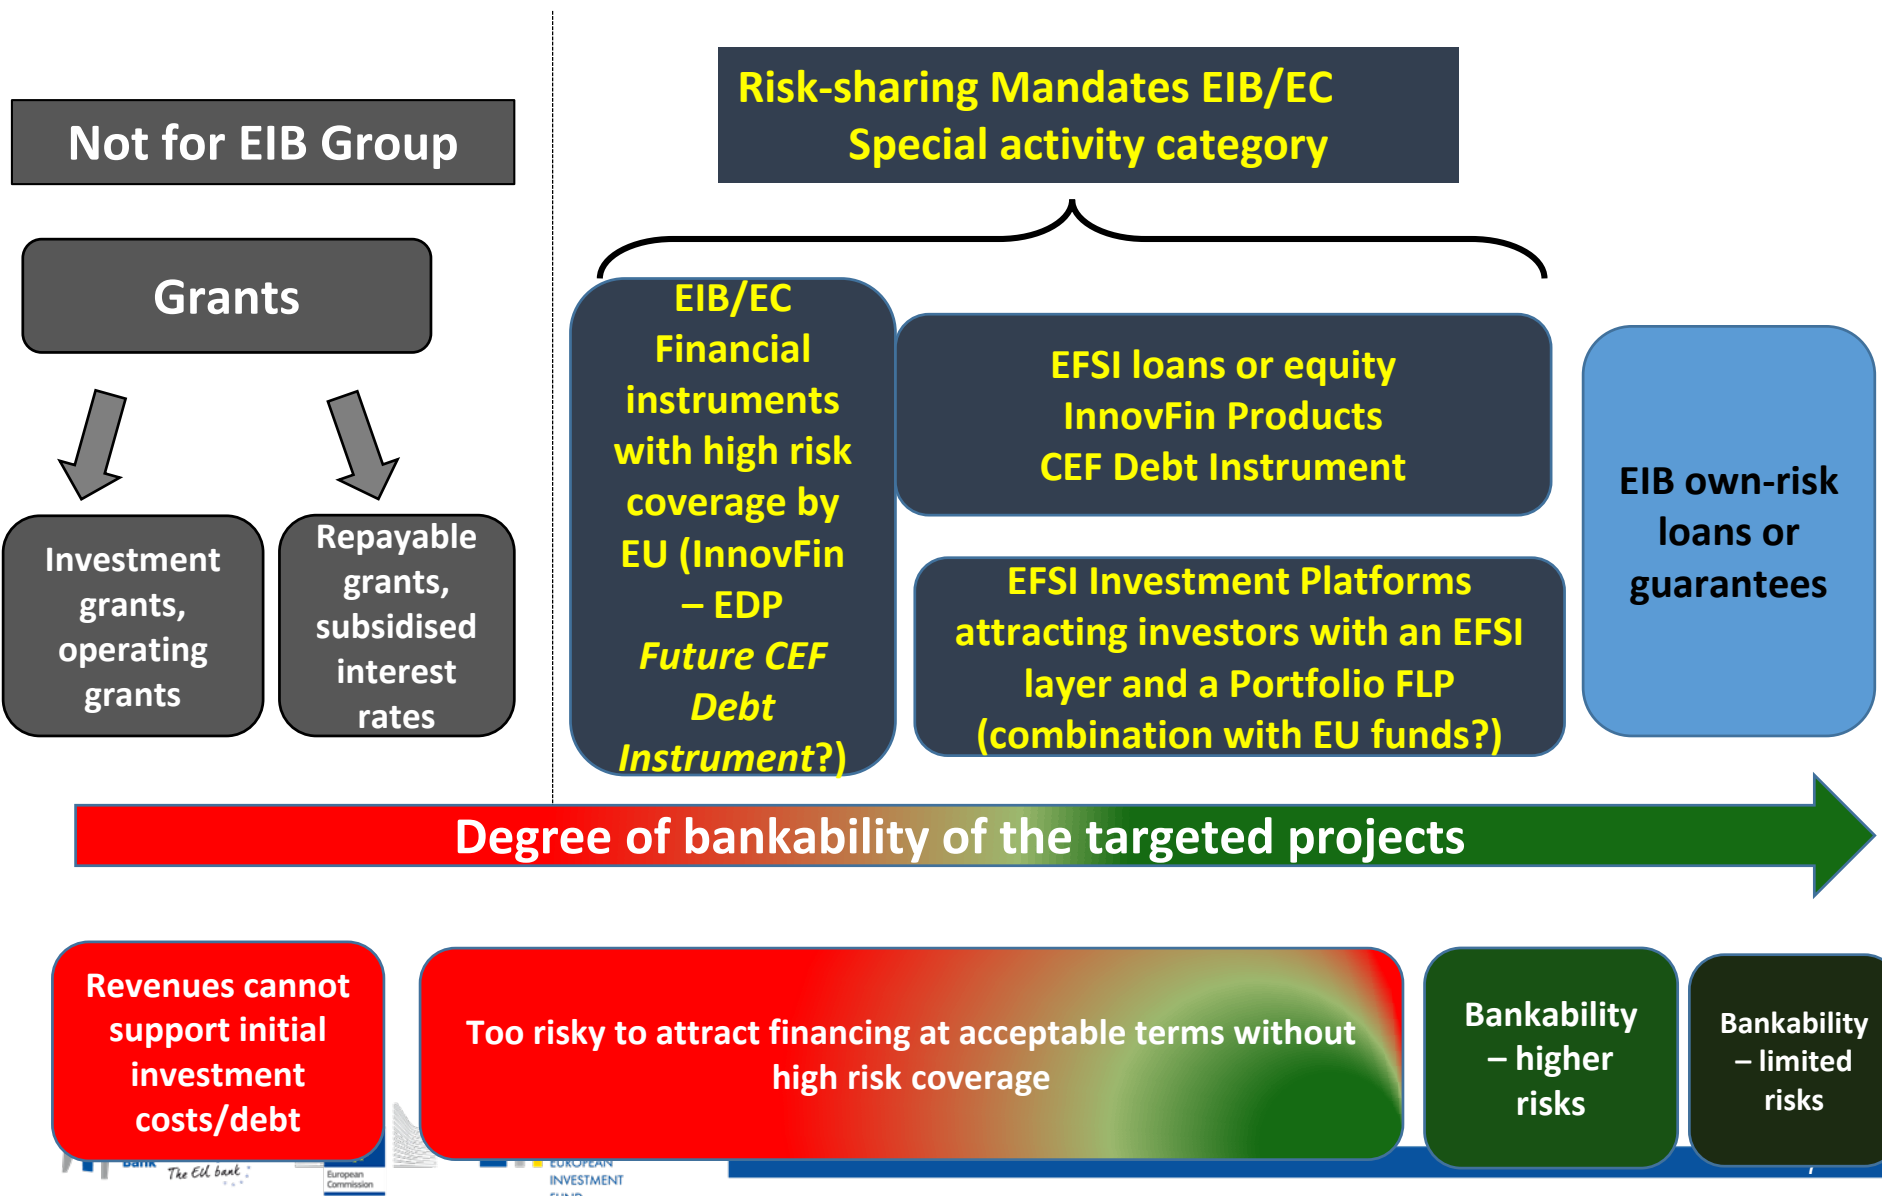 Not for EIB Group
Risk-sharing Mandates EIB/EC
Special activity category
Grants
Investment
grants,
operating
grants
Repayable
grants,
subsidised
interest
rates
EIB/EC
Financial
instruments
with high risk
coverage by
EU (InnovFin
– EDP
Future CEF
Debt
Instrument?)
EFSI loans or equity
InnovFin Products
CEF Debt Instrument
EFSI Investment Platforms
attracting investors with an EFSI
layer and a Portfolio FLP
(combination with EU funds?)
EIB own-risk
loans or
guarantees
Degree of bankability of the targeted projects
Revenues cannot
support initial
investment
costs/debt
Too risky to attract financing at acceptable terms without
high risk coverage
Bankability
– higher
risks
Bankability
– limited
risks
Bank
The EU bank
European
Commission
EUROPEAN
INVESTMENT
FUND